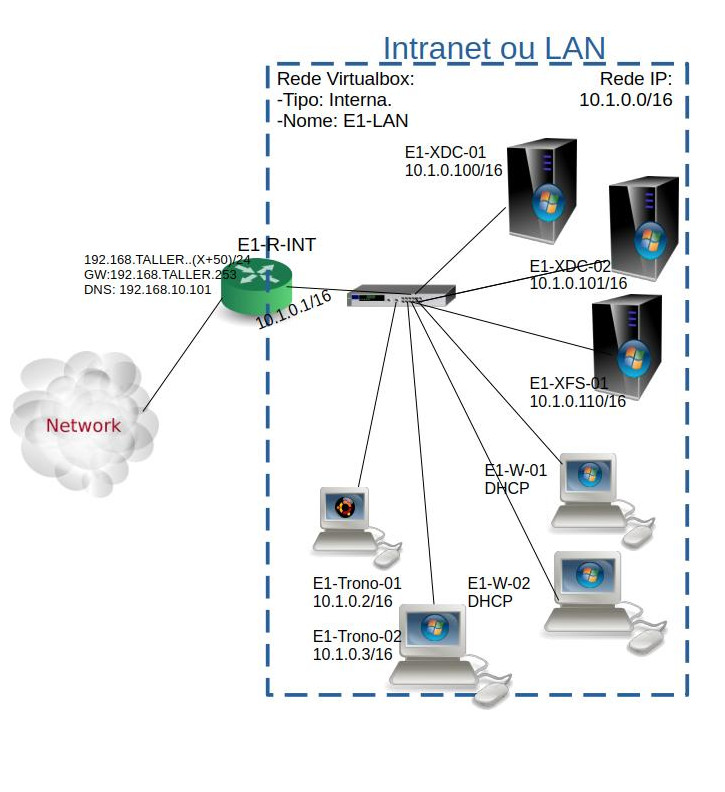 Intranet ou LAN
Rede Virtualbox:
-Tipo: Interna.
-Nome: E1-LAN
Rede IP:
10.1.0.0/16
E1-XDC-01
10.1.0.100/16
E1-R-INT
192.168.TALLER..(X+50)/24
GW:192.168.TALLER.253
DNS: 192.168.10.101
10.1.0.1/16
E1-XDC-02
10.1.0.101/16
E1-XFS-01
10.1.0.110/16
Network
E1-W-01
DHCP
E1-Trono-01
10.1.0.2/16
E1-W-02
DHCP
E1-Trono-02
10.1.0.3/16